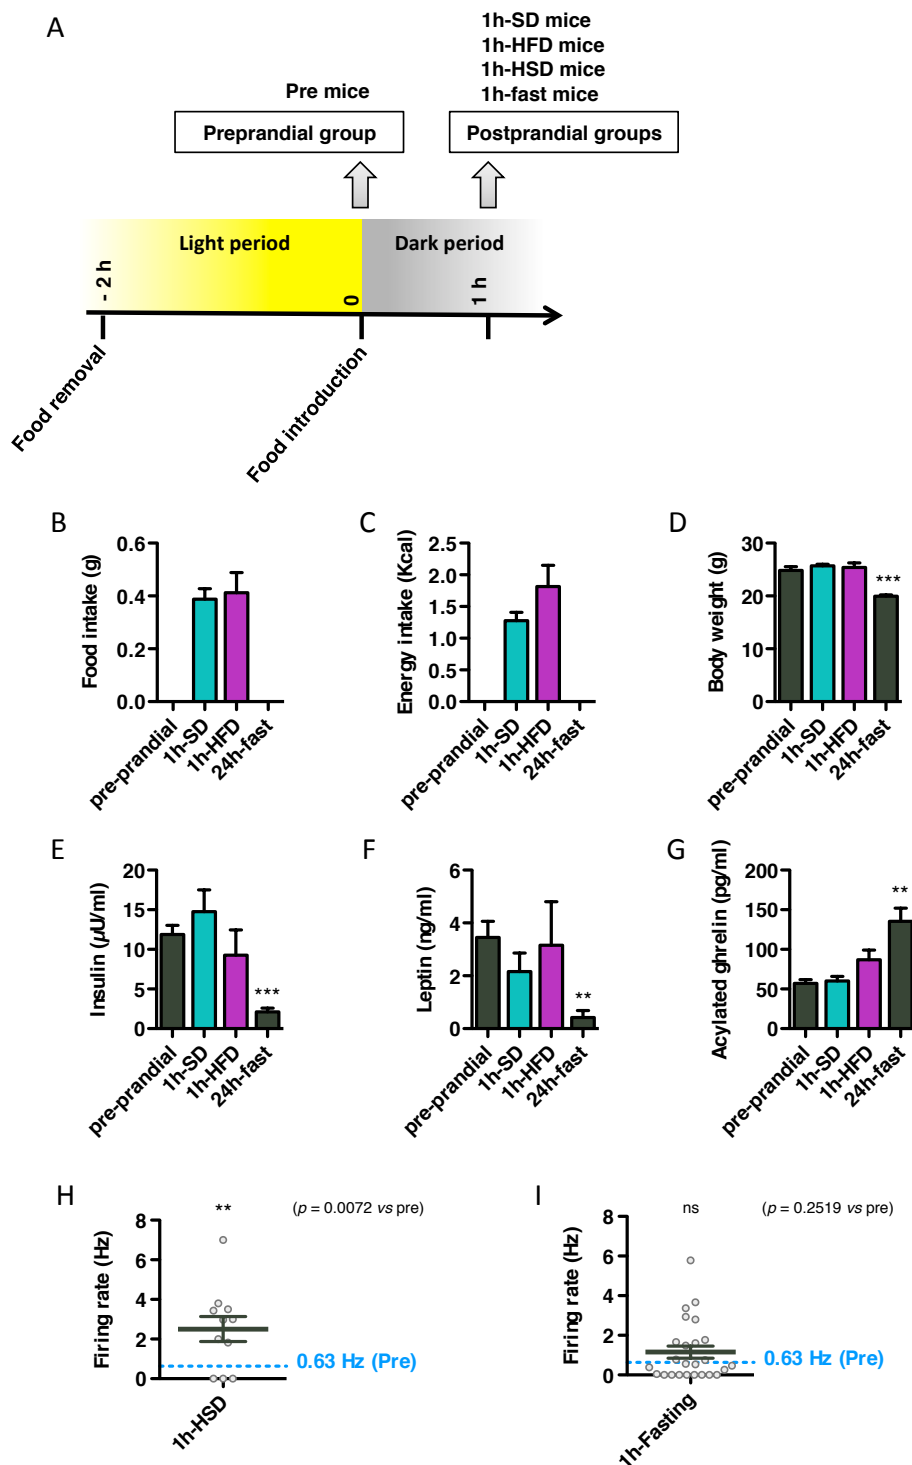 A
1h-SD mice
1h-HFD mice
1h-HSD mice
1h-fast mice
Pre mice
Preprandial group
Postprandial groups
Light period
Dark period
- 2 h
0
1 h
Food removal
Food introduction
B
Food intake (g)
0.6
0.4
0.2
0.0
pre-prandial
1h-SD
1h-HFD
24h-fast
C
Energy intake (Kcal)
2.5
2.0
1.5
1.0
0.5
0.0
pre-prandial
1h-SD
1h-HFD
24h-fast
D
Body weight (g)
30
20
10
0
***
pre-prandial
1h-SD
1h-HFD
24h-fast
E
Insulin (µU/ml)
20
15
10
5
0
***
pre-prandial
1h-SD
1h-HFD
24h-fast
F
Leptin (ng/ml)
6
4
2
0
**
pre-prandial
1h-SD
1h-HFD
24h-fast
G
Acylated ghrelin (pg/ml)
200
150
100
50
0
**
pre-prandial
1h-SD
1h-HFD
24h-fast
H
** (p = 0.0072 vs pre)
Firing rate (Hz)
8
6
4
2
0
0.63 Hz (Pre)
1h-HSD
I
ns (p = 0.2519 vs pre)
Firing rate (Hz)
8
6
4
2
0
0.63 Hz (Pre)
1h-Fasting